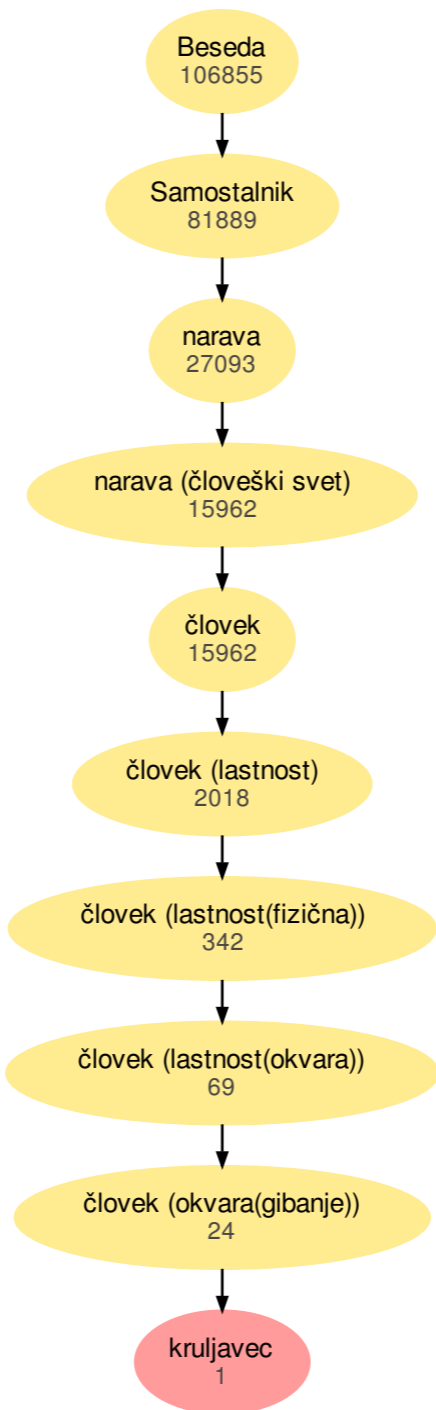 Beseda
106855
Samostalnik
81889
narava
27093
narava (človeški svet)
15962
človek
15962
človek (lastnost)
2018
človek (lastnost(fizična))
342
človek (lastnost(okvara))
69
človek (okvara(gibanje))
24
kruljavec
1